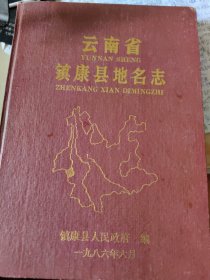 云南省
YUNNAN SHENG
镇康县地名志
ZHENKANG XIAN DIMINGZHI
镇康县人民政府 编
一九八六年六月